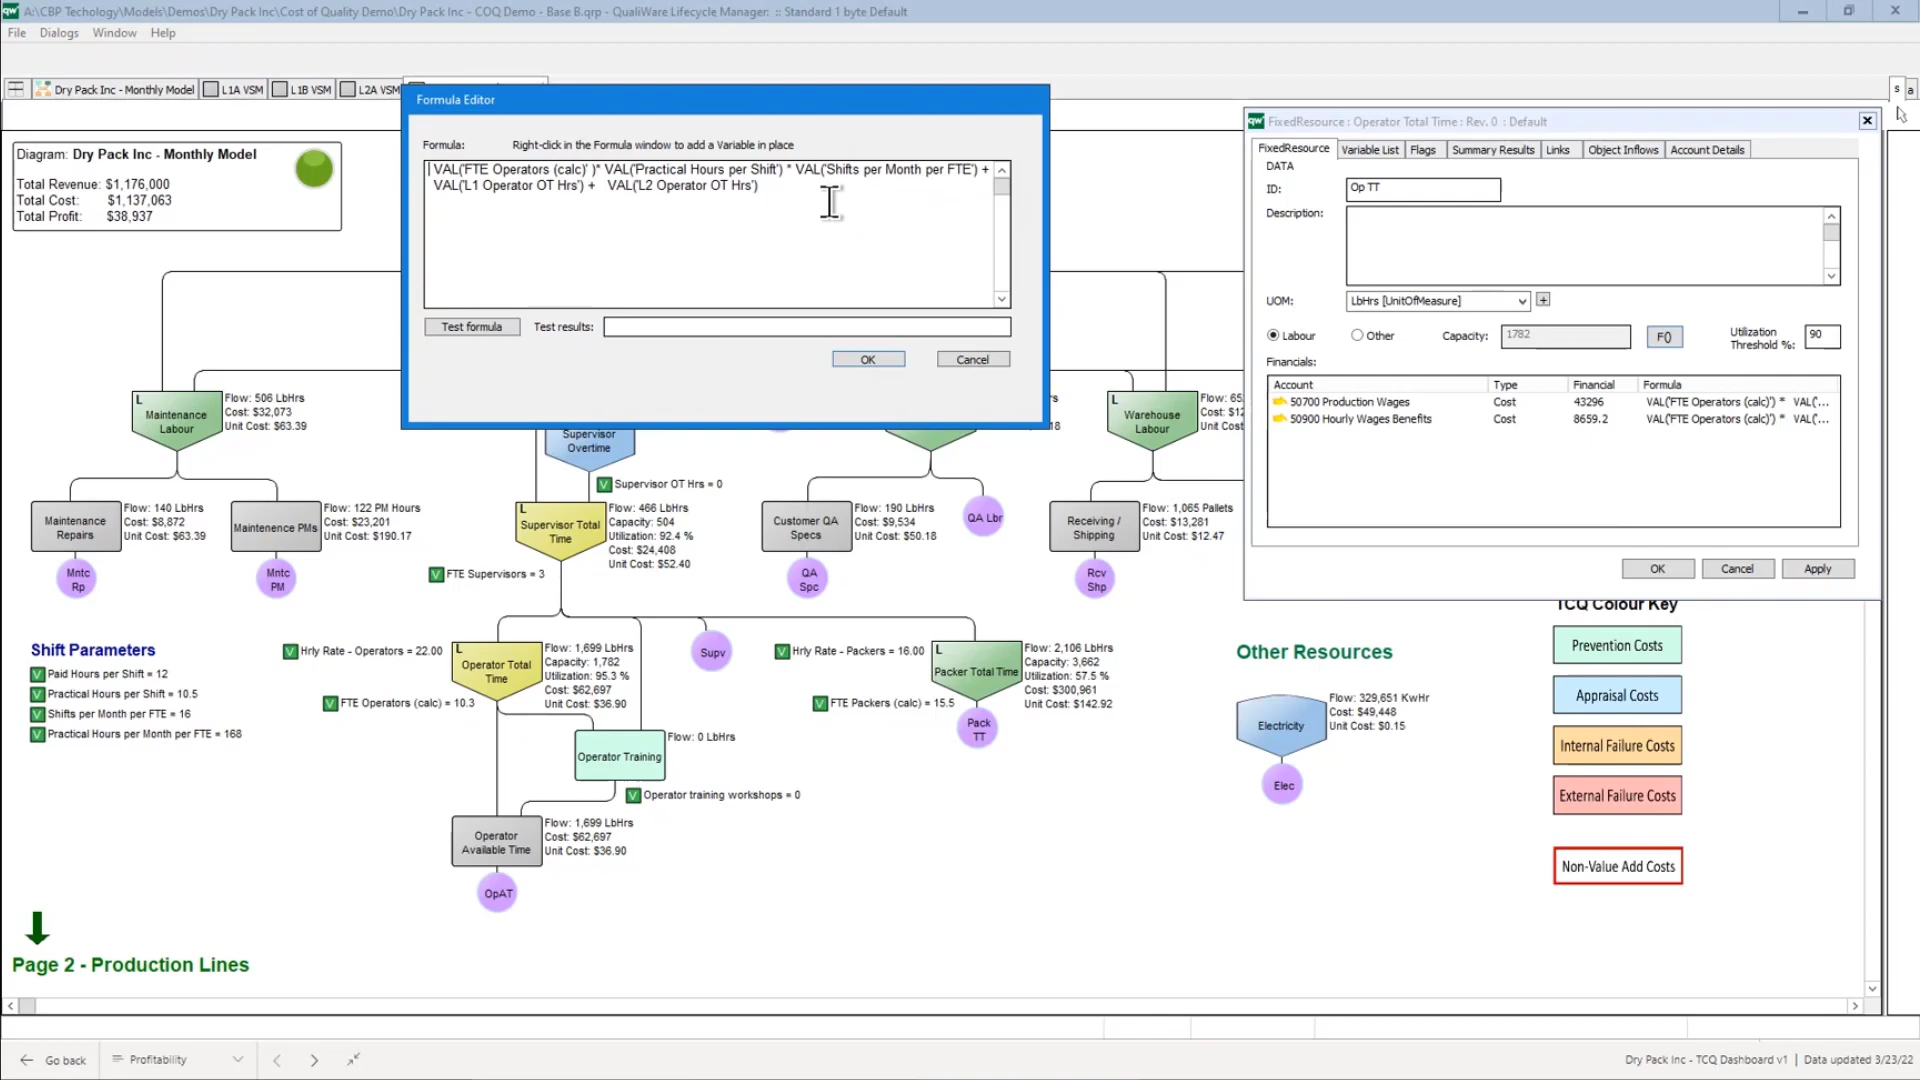 A:\CBP Techology\Models\Demos\Dry Pack Inc\Cost of Quality Demo\Dry Pack Inc - COQ Demo - Base B.qrp - QualiWare Lifecycle Manager: :: Standard 1 byte Default
File Dialogs Window Help
Dry Pack Inc - Monthly Model L1A VSM L1B VSM L2A VSM
s a
Diagram: Dry Pack Inc - Monthly Model
Total Revenue: $1,176,000
Total Cost: $1,137,063
Total Profit: $38,937
Formula Editor
Formula: Right-click in the Formula window to add a Variable in place
VAL('FTE Operators (calc)' )* VAL('Practical Hours per Shift') * VAL('Shifts per Month per FTE') +
VAL('L1 Operator OT Hrs') + VAL('L2 Operator OT Hrs')
Test formula Test results:
OK Cancel
FixedResource : Operator Total Time : Rev. 0 : Default
FixedResource Variable List Flags Summary Results Links Object Inflows Account Details
DATA
ID: Op TT
Description:
UOM: LbHrs [UnitOfMeasure]
Labour Other Capacity: 1782 F() Utilization Threshold %: 90
Financials:
Account Type Financial Formula
50700 Production Wages Cost 43296 VAL('FTE Operators (calc)') * VAL('...
50900 Hourly Wages Benefits Cost 8659.2 VAL('FTE Operators (calc)') * VAL('...
OK Cancel Apply
L
Maintenance Labour
Flow: 506 LbHrs
Cost: $32,073
Unit Cost: $63.39
Supervisor Overtime
L
Warehouse Labour
Flow: 65
Cost: $12
Unit Cost
Supervisor OT Hrs = 0
Maintenance Repairs
Flow: 140 LbHrs
Cost: $8,872
Unit Cost: $63.39
Mntc Rp
Maintenence PMs
Flow: 122 PM Hours
Cost: $23,201
Unit Cost: $190.17
Mntc PM
L
Supervisor Total Time
Flow: 466 LbHrs
Capacity: 504
Utilization: 92.4 %
Cost: $24,408
Unit Cost: $52.40
FTE Supervisors = 3
Customer QA Specs
Flow: 190 LbHrs
Cost: $9,534
Unit Cost: $50.18
QA Spc
QA Lbr
Receiving / Shipping
Flow: 1,065 Pallets
Cost: $13,281
Unit Cost: $12.47
Rcv Shp
Shift Parameters
Paid Hours per Shift = 12
Practical Hours per Shift = 10.5
Shifts per Month per FTE = 16
Practical Hours per Month per FTE = 168
Hrly Rate - Operators = 22.00
FTE Operators (calc) = 10.3
L
Operator Total Time
Flow: 1,699 LbHrs
Capacity: 1,782
Utilization: 95.3 %
Cost: $62,697
Unit Cost: $36.90
Supv
Hrly Rate - Packers = 16.00
FTE Packers (calc) = 15.5
L
Packer Total Time
Flow: 2,106 LbHrs
Capacity: 3,662
Utilization: 57.5 %
Cost: $300,961
Unit Cost: $142.92
Pack TT
Operator Training
Flow: 0 LbHrs
Operator training workshops = 0
Operator Available Time
Flow: 1,699 LbHrs
Cost: $62,697
Unit Cost: $36.90
OpAT
Other Resources
Electricity
Flow: 329,651 KwHr
Cost: $49,448
Unit Cost: $0.15
Elec
TCQ Colour Key
Prevention Costs
Appraisal Costs
Internal Failure Costs
External Failure Costs
Non-Value Add Costs
Page 2 - Production Lines
Go back Profitability
Dry Pack Inc - TCQ Dashboard v1 | Data updated 3/23/22